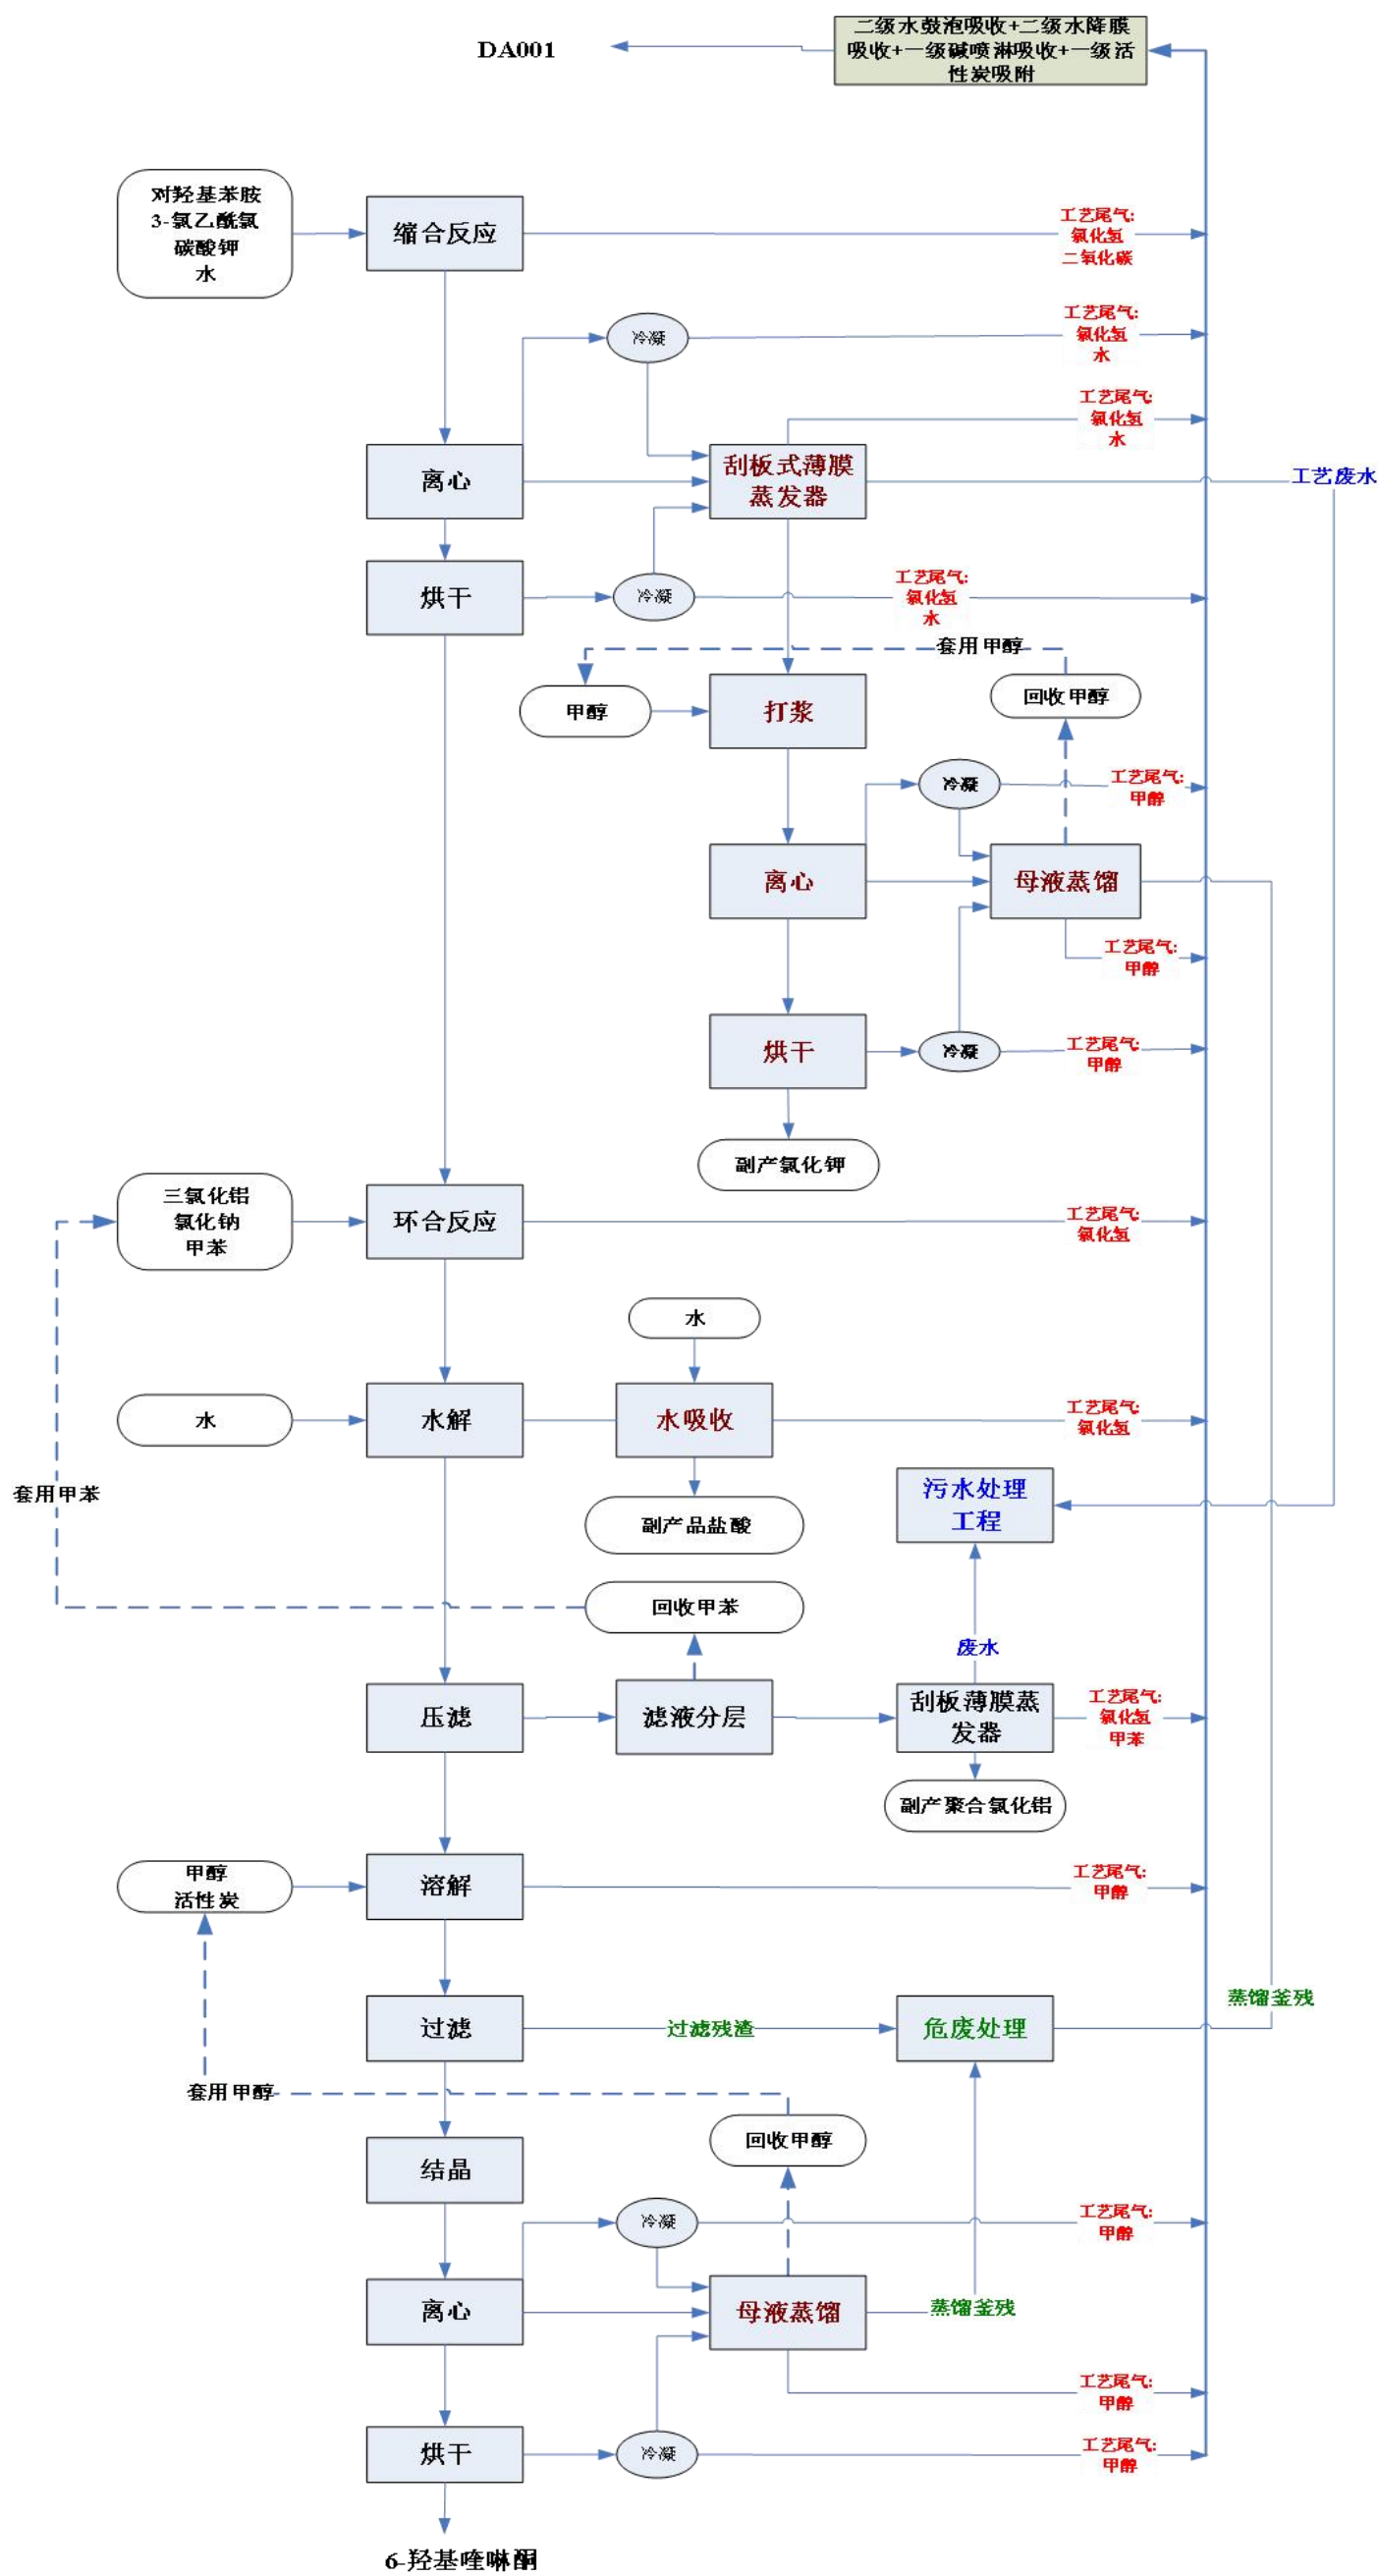 二级水鼓泡吸收+二级水降膜
吸收+一级碱喷淋吸收+一级活
性炭吸附
DA001
对羟基苯胺
3-氯乙酰氯
碳酸钾
水
缩合反应
工艺尾气:
氯化氢
二氧化碳
冷凝
工艺尾气:
氯化氢
水
工艺尾气:
氯化氢
水
离心
刮板式薄膜
蒸发器
工艺废水
烘干
冷凝
工艺尾气:
氯化氢
水
套用甲醇
甲醇
打浆
回收甲醇
冷凝
工艺尾气:
甲醇
离心
母液蒸馏
工艺尾气:
甲醇
烘干
冷凝
工艺尾气:
甲醇
副产氯化钾
三氯化铝
氯化钠
甲苯
环合反应
工艺尾气:
氯化氢
水
水
水解
水吸收
工艺尾气:
氯化氢
套用甲苯
副产品盐酸
污水处理
工程
回收甲苯
废水
压滤
滤液分层
刮板薄膜蒸
发器
工艺尾气:
氯化氢
甲苯
副产聚合氯化铝
甲醇
活性炭
溶解
工艺尾气:
甲醇
蒸馏釜残
过滤
过滤残渣
危废处理
套用甲醇
回收甲醇
结晶
冷凝
工艺尾气:
甲醇
离心
母液蒸馏
蒸馏釜残
工艺尾气:
甲醇
烘干
冷凝
工艺尾气:
甲醇
6-羟基喹啉酮